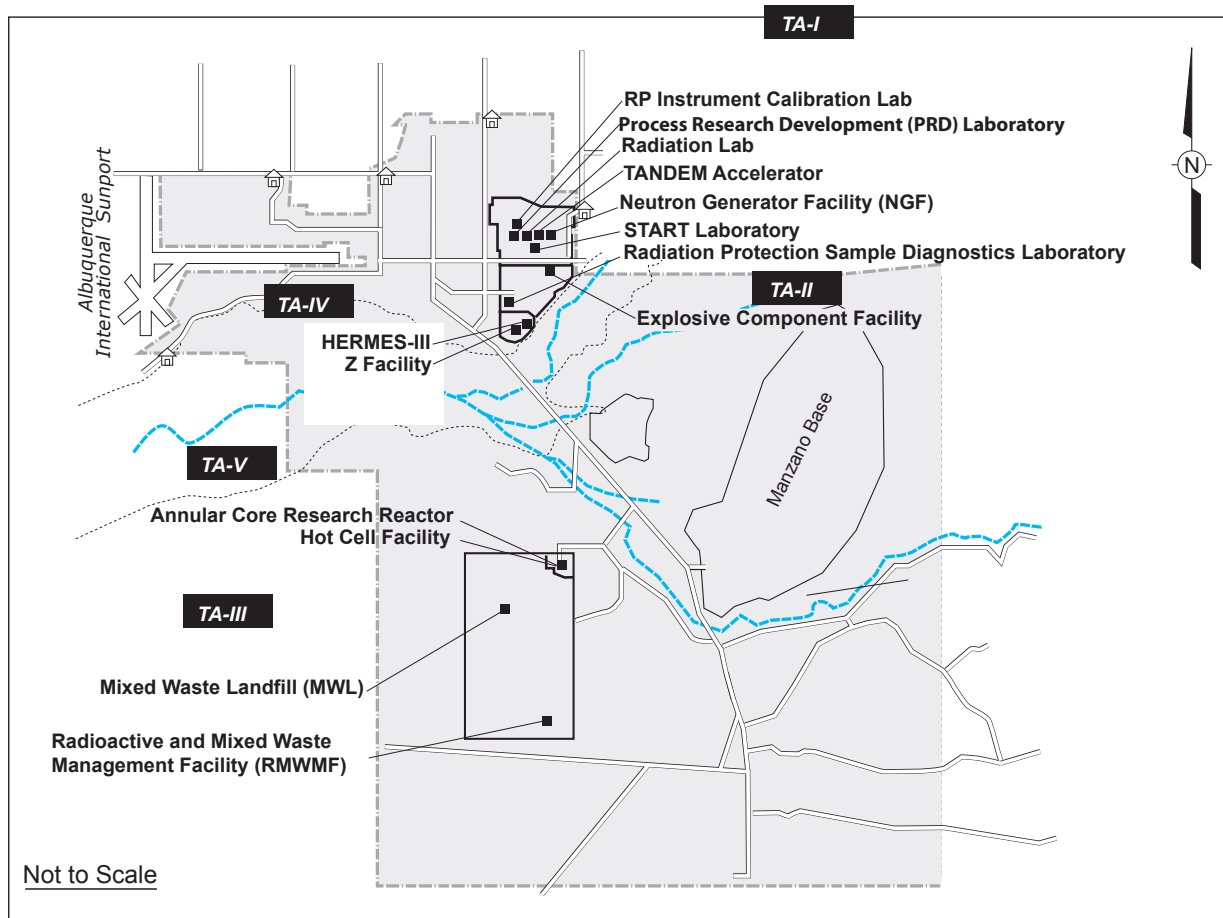 TA-I
RP Instrument Calibration Lab
Process Research Development (PRD) Laboratory
Radiation Lab
TANDEM Accelerator
Neutron Generator Facility (NGF)
START Laboratory
Radiation Protection Sample Diagnostics Laboratory
N
Albuquerque
International Sunport
TA-IV
TA-II
Explosive Component Facility
HERMES-III
Z Facility
Manzano Base
TA-V
Annular Core Research Reactor
Hot Cell Facility
TA-III
Mixed Waste Landfill (MWL)
Radioactive and Mixed Waste
Management Facility (RMWMF)
Not to Scale